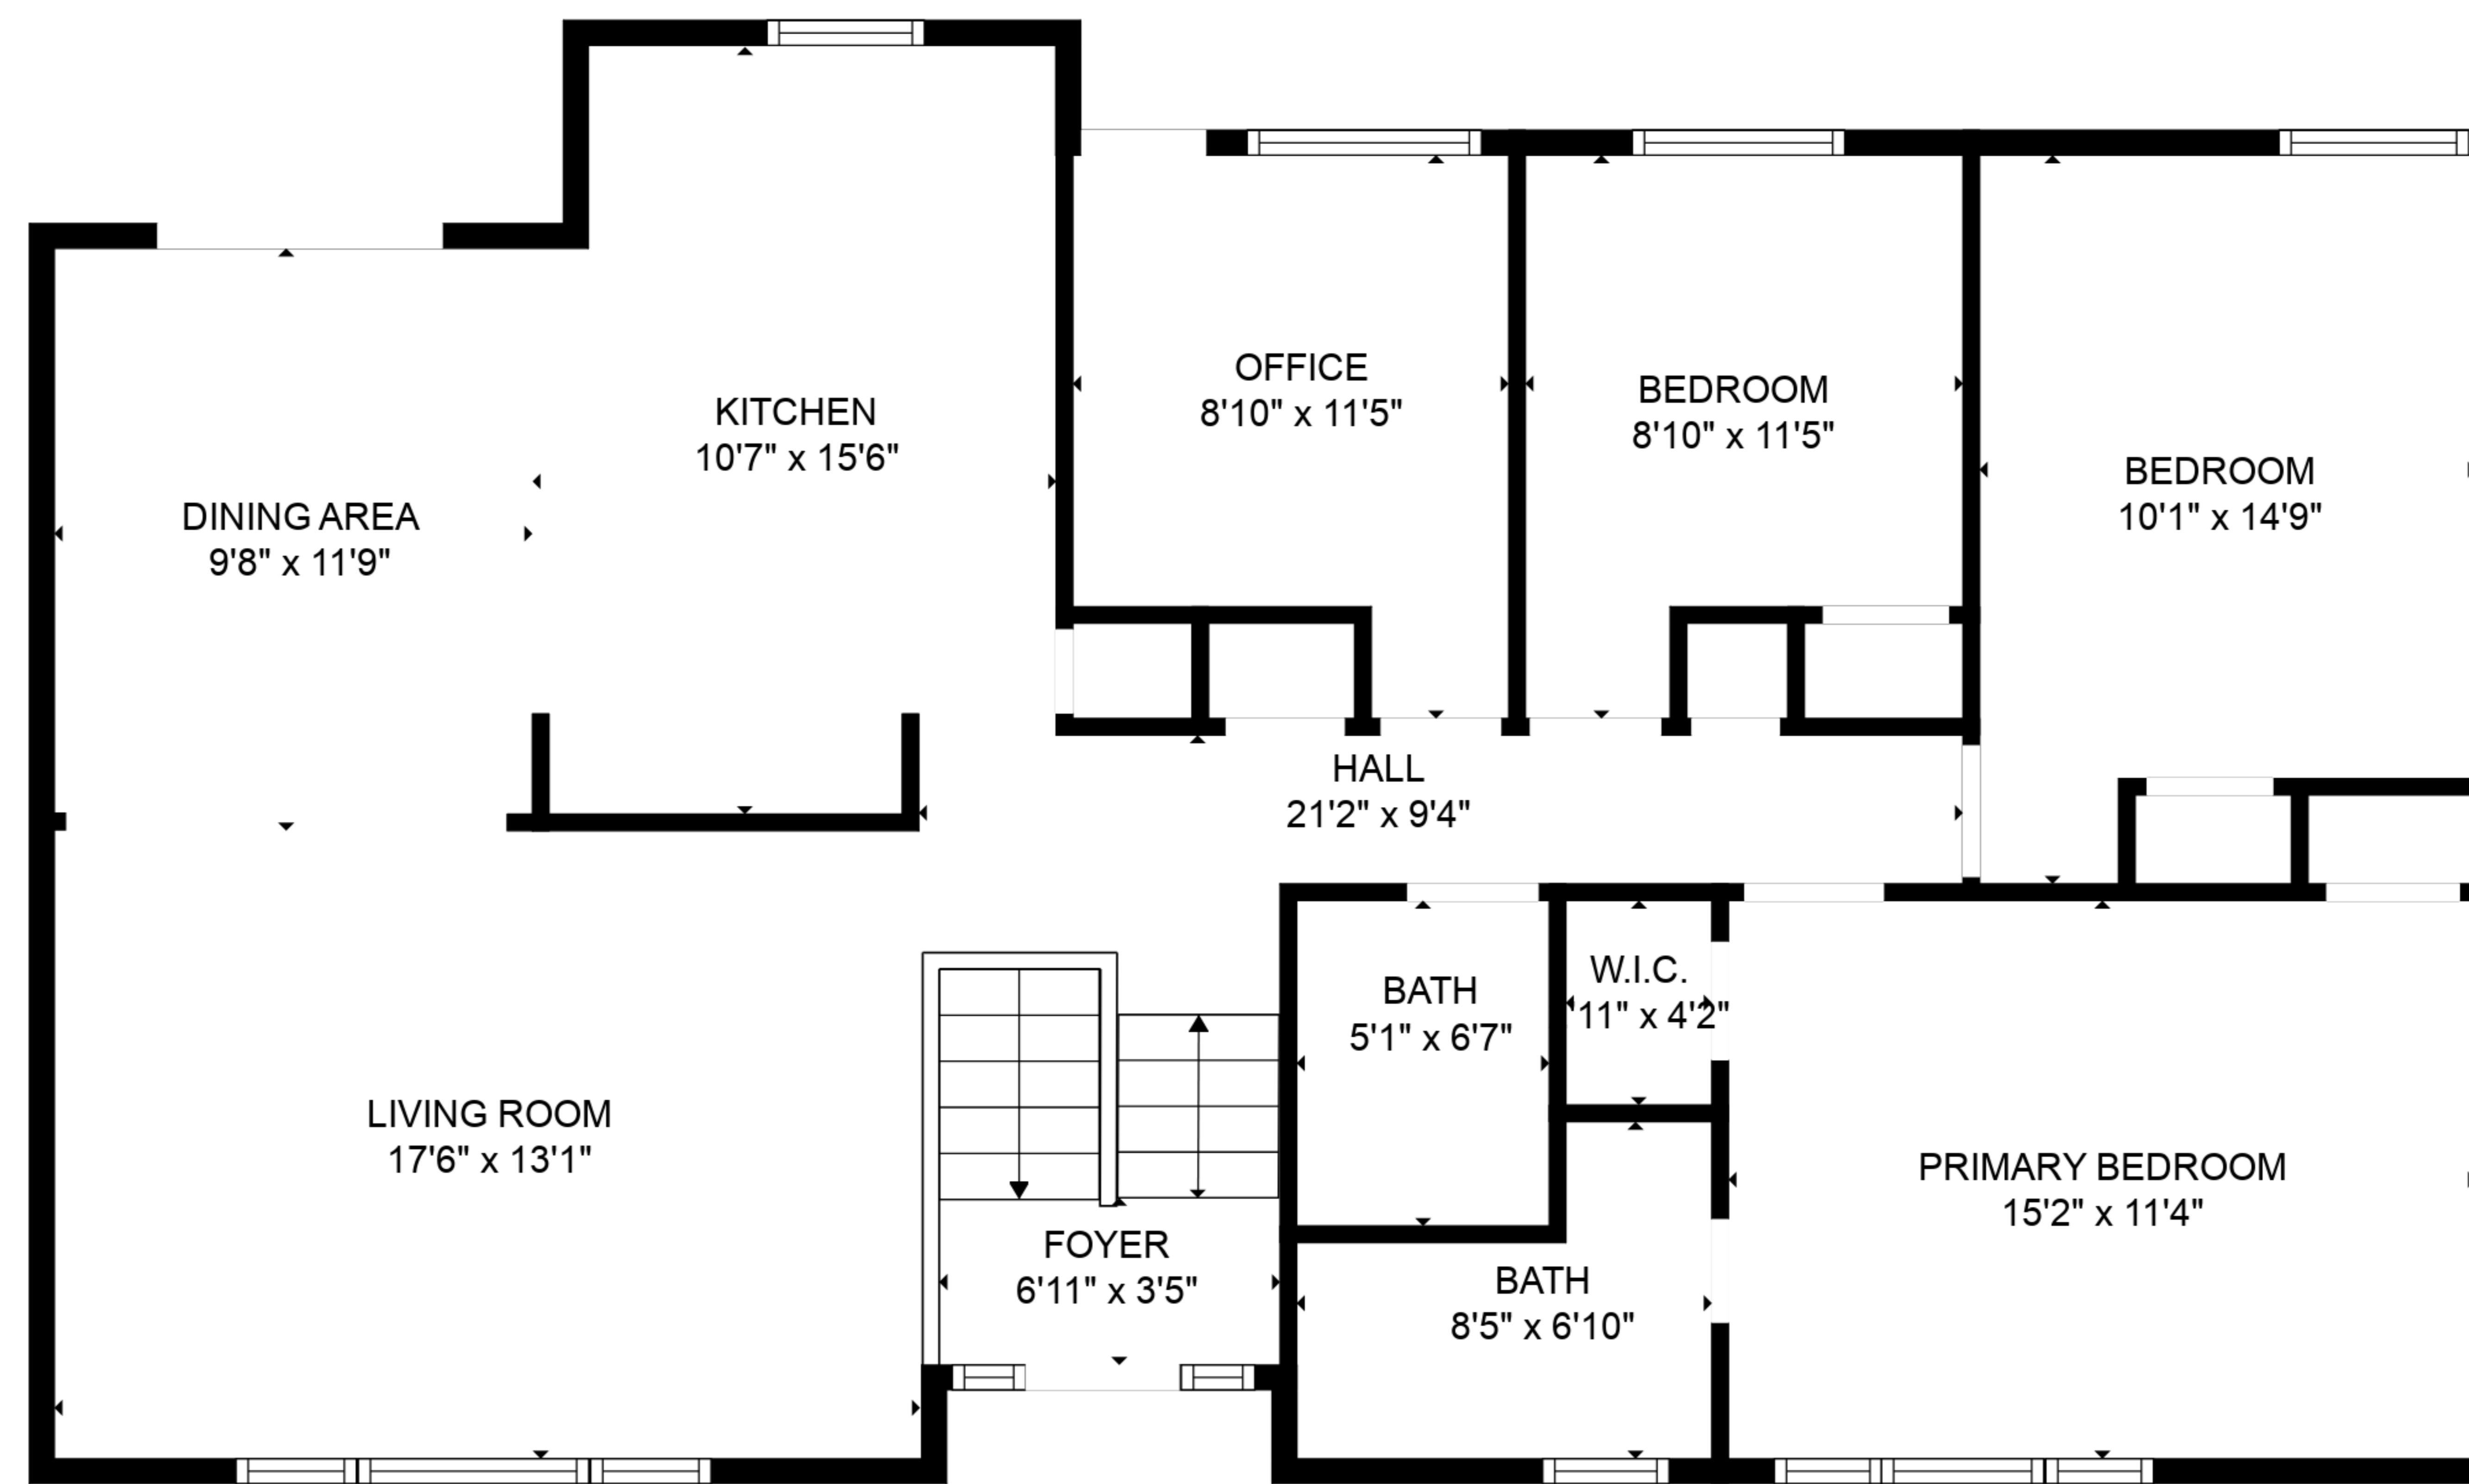 KITCHEN
10'7" x 15'6"
OFFICE
8'10" x 11'5"
BEDROOM
8'10" x 11'5"
BEDROOM
10'1" x 14'9"
DINING AREA
9'8" x 11'9"
HALL
21'2" x 9'4"
BATH
5'1" x 6'7"
W.I.C.
'11" x 4'2"
LIVING ROOM
17'6" x 13'1"
PRIMARY BEDROOM
15'2" x 11'4"
FOYER
6'11" x 3'5"
BATH
8'5" x 6'10"